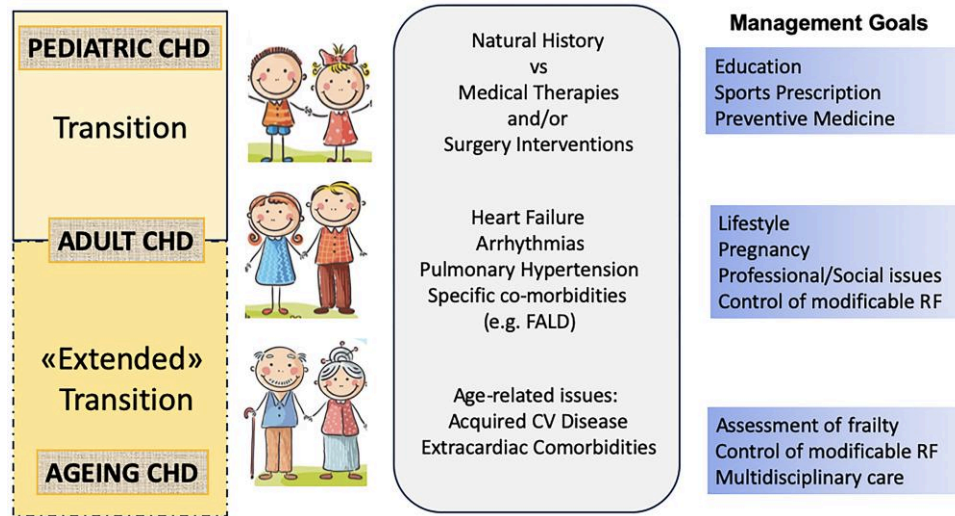 PEDIATRIC CHD
Transition
ADULT CHD
«Extended»
Transition
AGEING CHD
Natural History
vs
Medical Therapies
and/or
Surgery Interventions
Heart Failure
Arrhythmias
Pulmonary Hypertension
Specific co-morbidities
(e.g. FALD)
Age-related issues:
Acquired CV Disease
Extracardiac Comorbidities
Management Goals
Education
Sports Prescription
Preventive Medicine
Lifestyle
Pregnancy
Professional/Social issues
Control of modificable RF
Assessment of frailty
Control of modificable RF
Multidisciplinary care